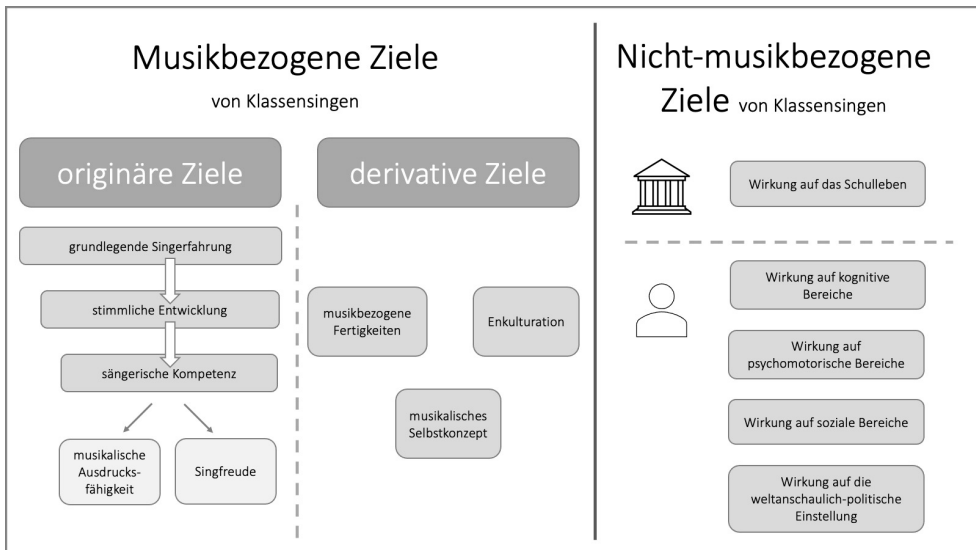 Musikbezogene Ziele
von Klassensingen
originäre Ziele
grundlegende Singerfahrung
stimmliche Entwicklung
sängerische Kompetenz
musikalische
Ausdrucks-
fähigkeit
Singfreude
derivative Ziele
musikbezogene
Fertigkeiten
Enkulturation
musikalisches
Selbstkonzept
Nicht-musikbezogene
Ziele von Klassensingen
Wirkung auf das Schulleben
Wirkung auf kognitive
Bereiche
Wirkung auf
psychomotorische Bereiche
Wirkung auf soziale Bereiche
Wirkung auf die
weltanschaulich-politische
Einstellung